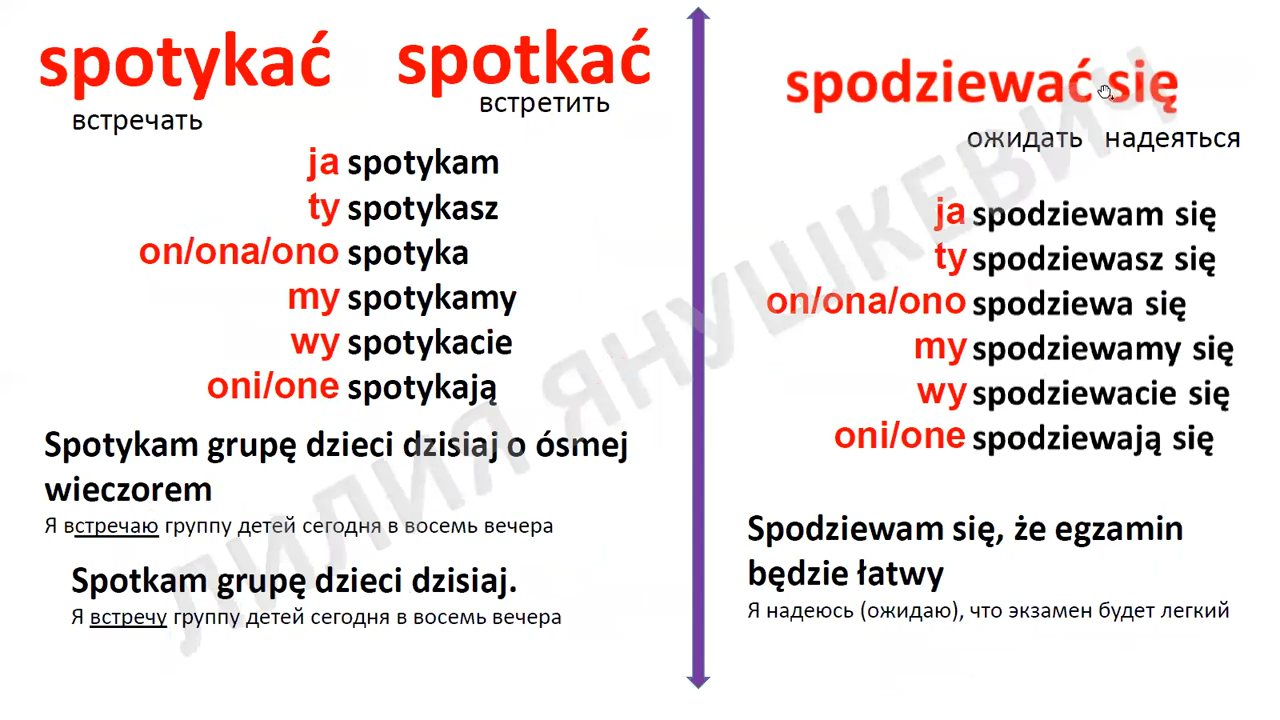 spotykać spotkać
встретить
встречать
ja spotykam
ty spotykasz
on/ona/ono spotyka
my spotykamy
wy spotykacie
oni/one spotykają
Spotykam grupę dzieci dzisiaj o ósmej
wieczorem
Я встречаю группу детей сегодня в восемь вечера
Spotkam grupę dzieci dzisiaj.
Я встречу группу детей сегодня в восемь вечера
spodziewać się
ожидать надеяться
ja spodziewam się
ty spodziewasz się
on/ona/ono spodziewa się
my spodziewamy się
wy spodziewacie się
oni/one spodziewają się
Spodziewam się, że egzamin
będzie łatwy
Я надеюсь (ожидаю), что экзамен будет легкий
ЛИЛИЯ ЯНУШКЕВИЧ